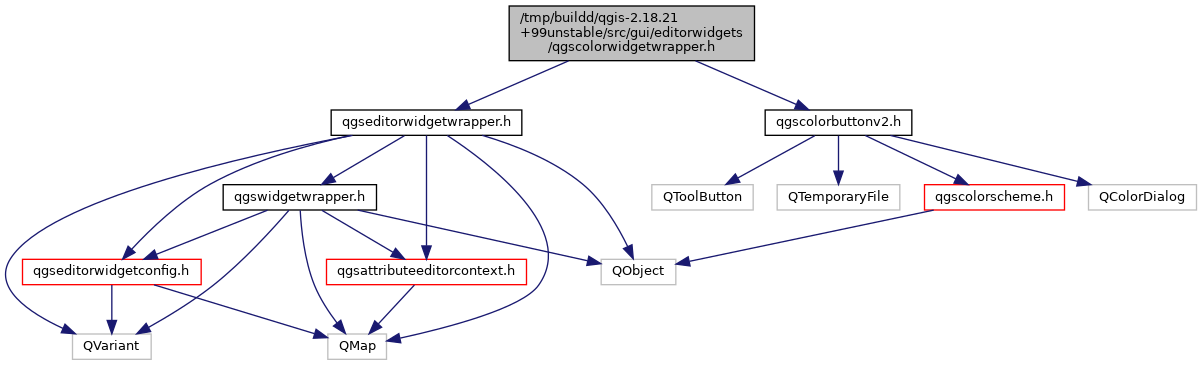 /tmp/buildd/qgis-2.18.21
+99unstable/src/gui/editorwidgets
/qgscolorwidgetwrapper.h
qgseditorwidgetwrapper.h
qgscolorbuttonv2.h
qgswidgetwrapper.h
QToolButton
QTemporaryFile
qgscolorscheme.h
QColorDialog
qgseditorwidgetconfig.h
qgsattributeeditorcontext.h
QObject
QVariant
QMap